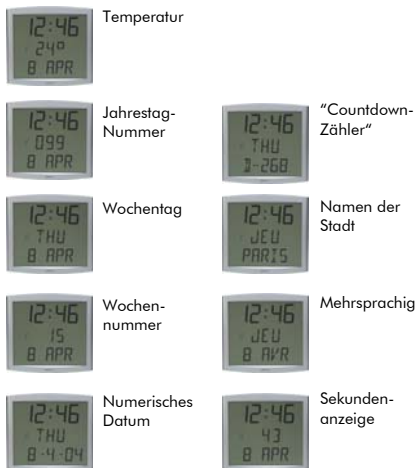 12:46
24°
8 APR
Temperatur
12:46
099
8 APR
Jahrestag-
Nummer
12:46
THU
D-268
"Countdown-
Zähler"
12:46
THU
8 APR
Wochentag
12:46
JEU
PARIS
Namen der
Stadt
12:46
15
8 APR
Wochen-
nummer
12:46
JEU
8 AVR
Mehrsprachig
12:46
THU
8-4-04
Numerisches
Datum
12:46
43
8 APR
Sekunden-
anzeige